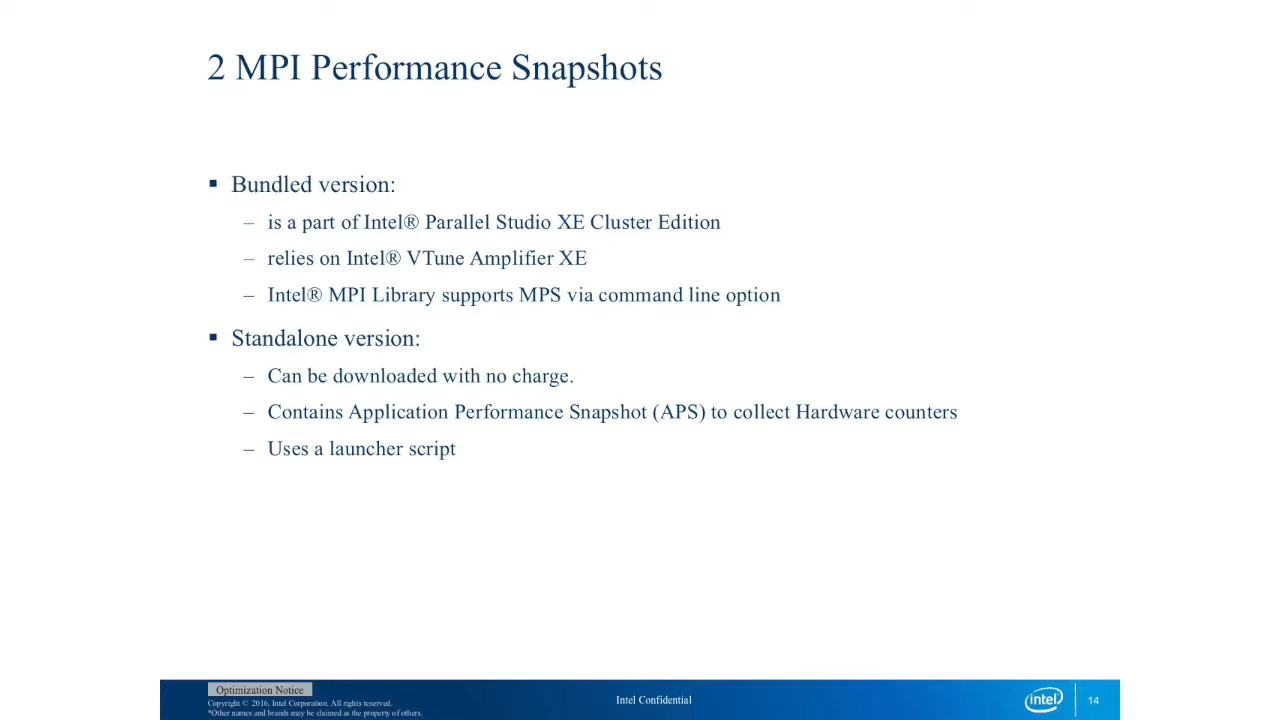 2 MPI Performance Snapshots
▪ Bundled version:
– is a part of Intel® Parallel Studio XE Cluster Edition
– relies on Intel® VTune Amplifier XE
– Intel® MPI Library supports MPS via command line option
▪ Standalone version:
– Can be downloaded with no charge.
– Contains Application Performance Snapshot (APS) to collect Hardware counters
– Uses a launcher script
Optimization Notice
Copyright © 2016, Intel Corporation. All rights reserved.
*Other names and brands may be claimed as the property of others.
Intel Confidential
intel
14